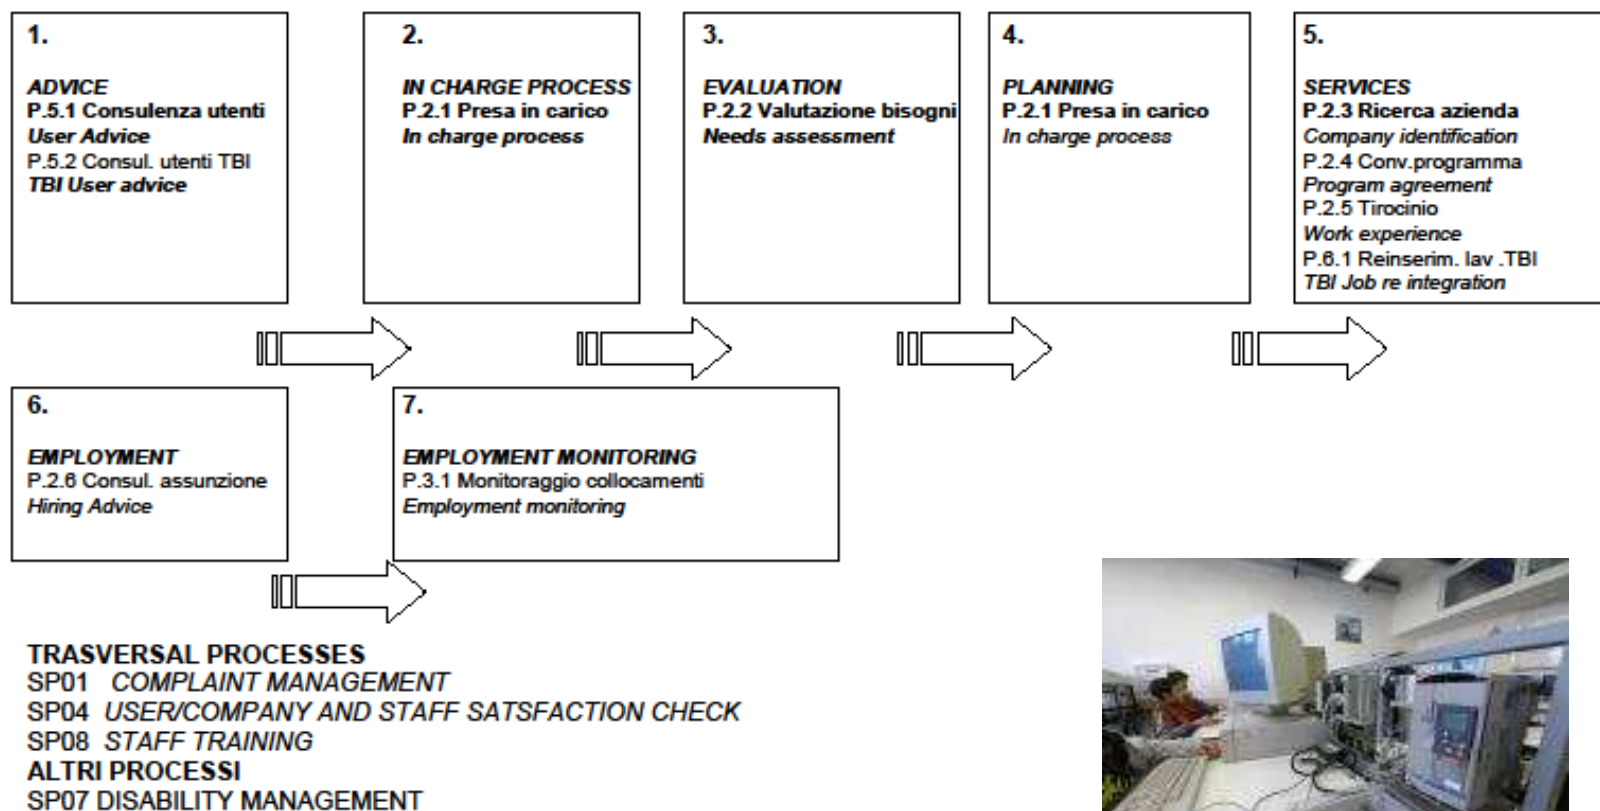 1.
ADVICE
P.5.1 Consulenza utenti
User Advice
P.5.2 Consul. utenti TBI
TBI User advice
2.
IN CHARGE PROCESS
P.2.1 Presa in carico
In charge process
3.
EVALUATION
P.2.2 Valutazione bisogni
Needs assessment
4.
PLANNING
P.2.1 Presa in carico
In charge process
5.
SERVICES
P.2.3 Ricerca azienda
Company identification
P.2.4 Conv.programma
Program agreement
P.2.5 Tirocinio
Work experience
P.6.1 Reinserim. lav .TBI
TBI Job re integration
6.
EMPLOYMENT
P.2.6 Consul. assunzione
Hiring Advice
7.
EMPLOYMENT MONITORING
P.3.1 Monitoraggio collocamenti
Employment monitoring
TRASVERSAL PROCESSES
SP01 COMPLAINT MANAGEMENT
SP04 USER/COMPANY AND STAFF SATSFACTION CHECK
SP08 STAFF TRAINING
ALTRI PROCESSI
SP07 DISABILITY MANAGEMENT